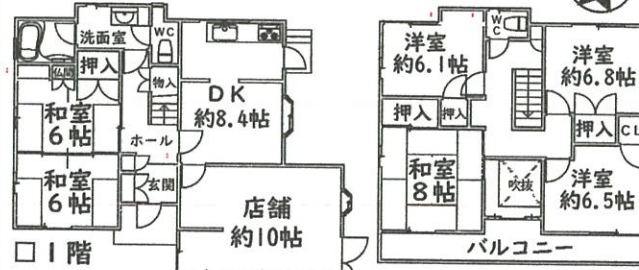 洗面室
WC
仏間
押入
物入
DK
約8.4帖
和室
6帖
ホール
和室
6帖
玄関
店舗
約10帖
□1階
洋室
約6.1帖
WC
洋室
約6.8帖
押入
押入
押入
CL
和室
8帖
吹抜
洋室
約6.5帖
バルコニー